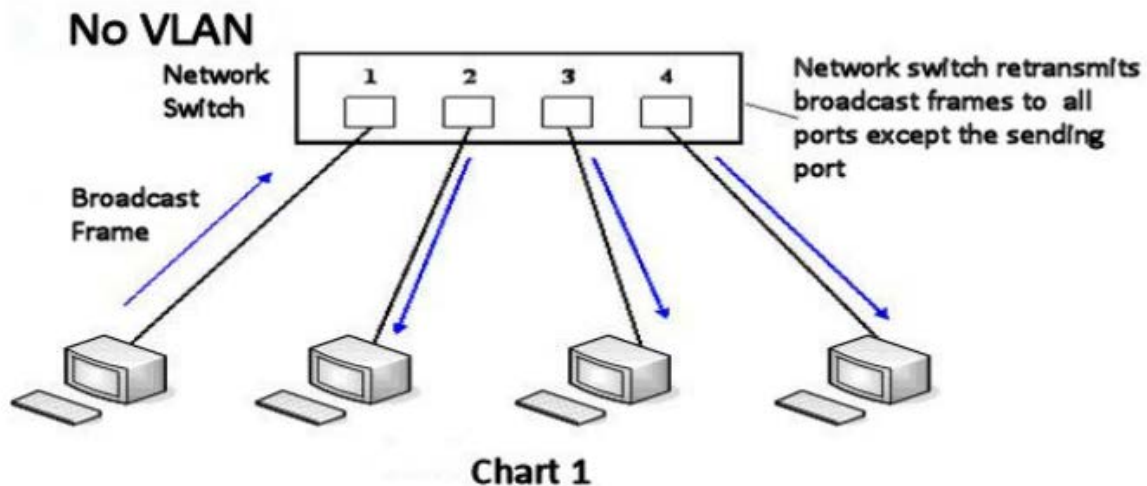 No VLAN
Network
Switch
1 2 3 4
Network switch retransmits
broadcast frames to all
ports except the sending
port
Broadcast
Frame
Chart 1